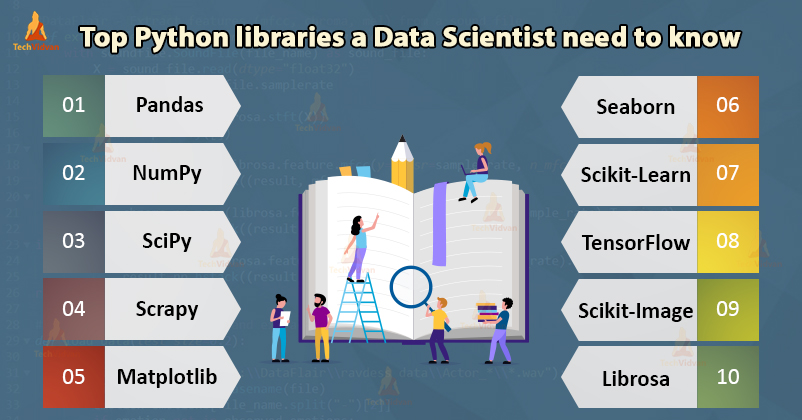 TechVidvan
Top Python libraries a Data Scientist need to know
01 Pandas
02 NumPy
03 SciPy
04 Scrapy
05 Matplotlib
Seaborn 06
Scikit-Learn 07
TensorFlow 08
Scikit-Image 09
Librosa 10